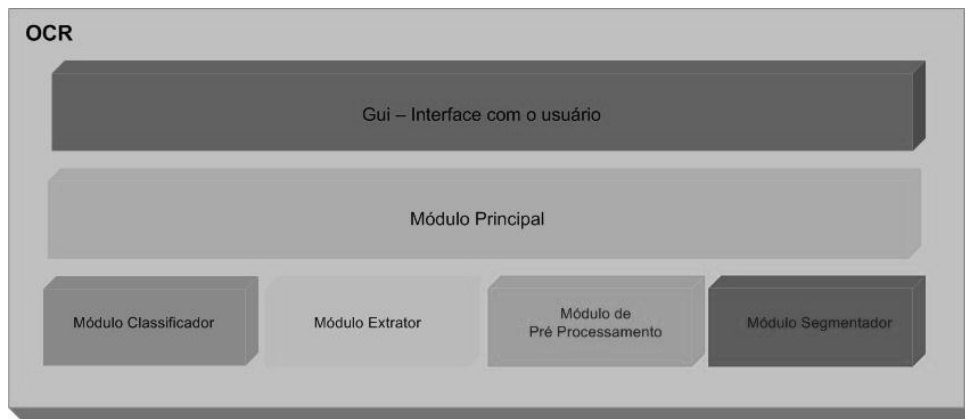 OCR
Gui – Interface com o usuário
Módulo Principal
Módulo Classificador
Módulo Extrator
Módulo de
Pré Processamento
Módulo Segmentador